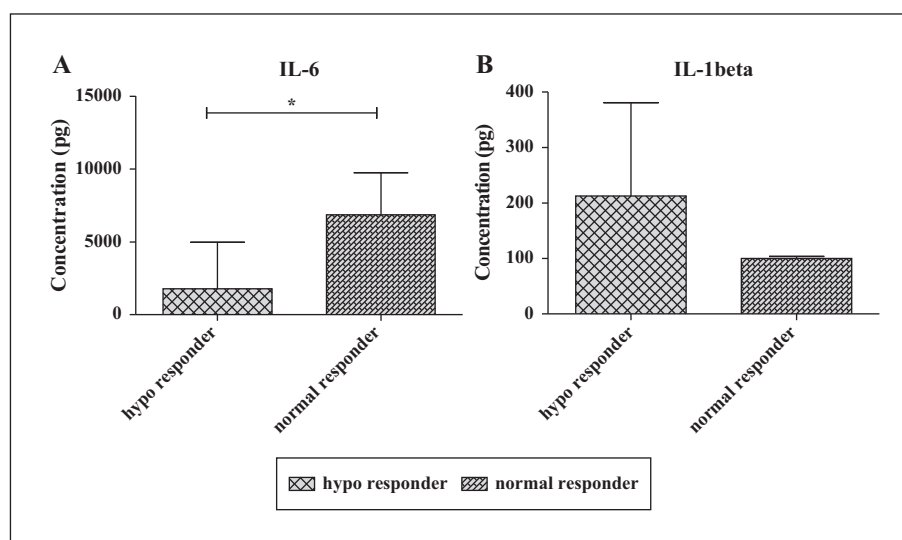 A
IL-6
15000
10000
5000
0
Concentration (pg)
*
hypo responder
normal responder
B
IL-1beta
400
300
200
100
0
Concentration (pg)
hypo responder
normal responder
hypo responder
normal responder